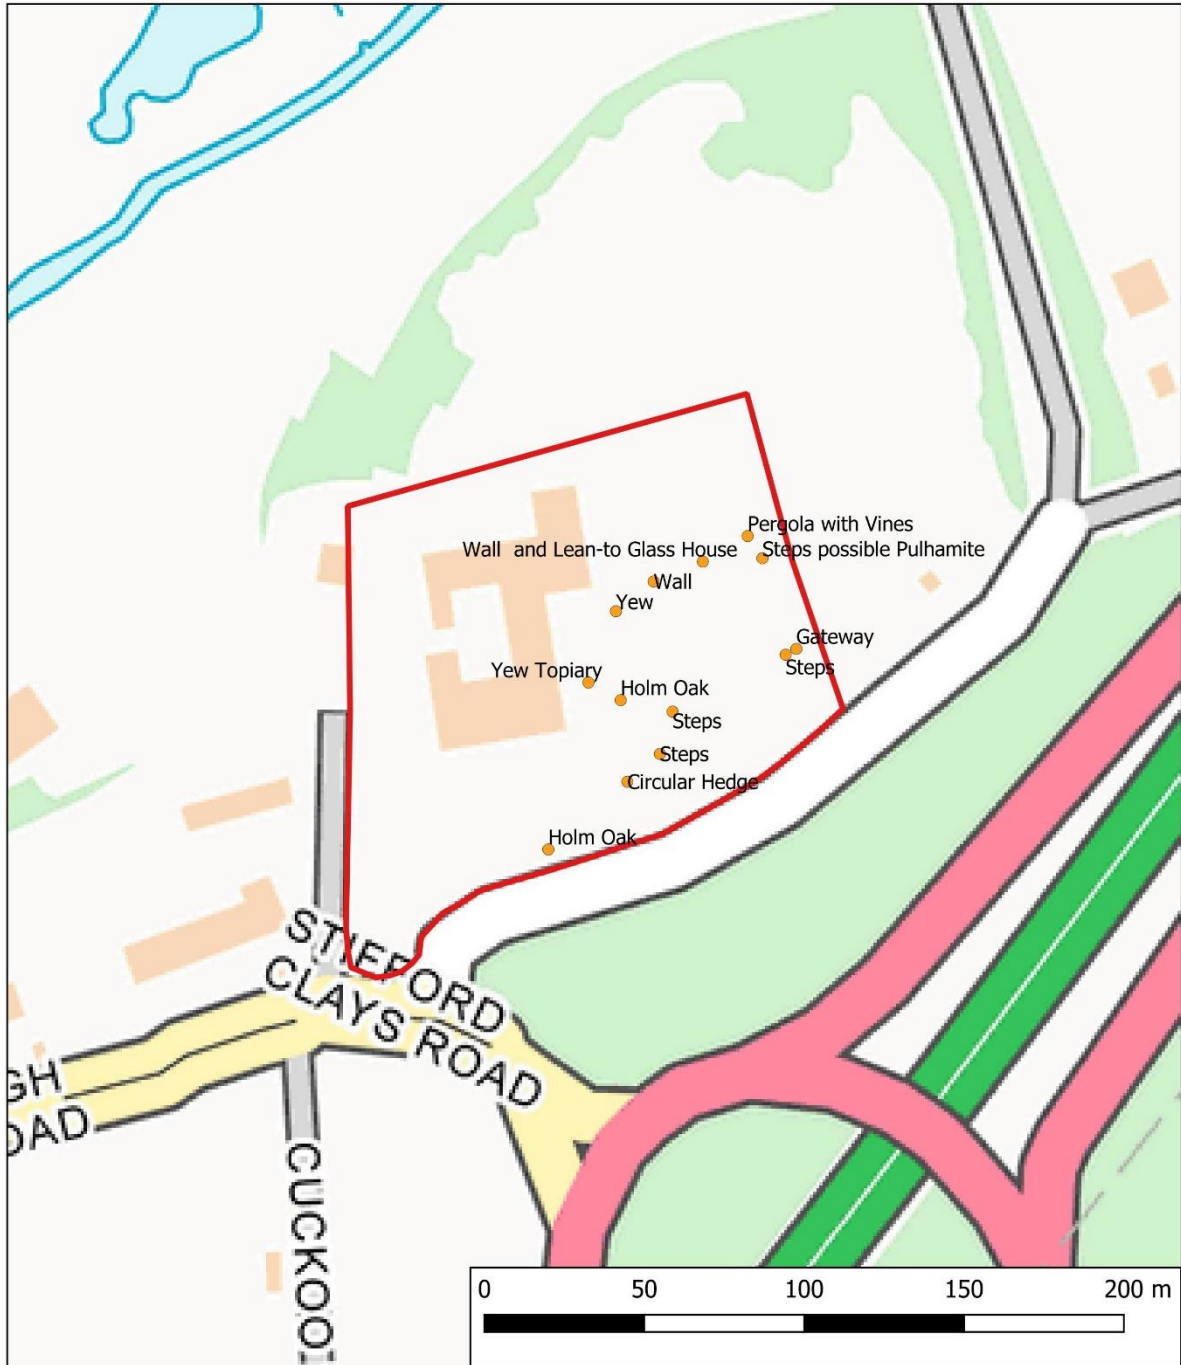 Pergola with Vines
Wall and Lean-to Glass House
Steps possible Pulhamite
Wall
Yew
Gateway
Steps
Yew Topiary
Holm Oak
Steps
Steps
Circular Hedge
Holm Oak
STIFFORD
CLAYS ROAD
GH
OAD
CUCKOO
0 50 100 150 200 m